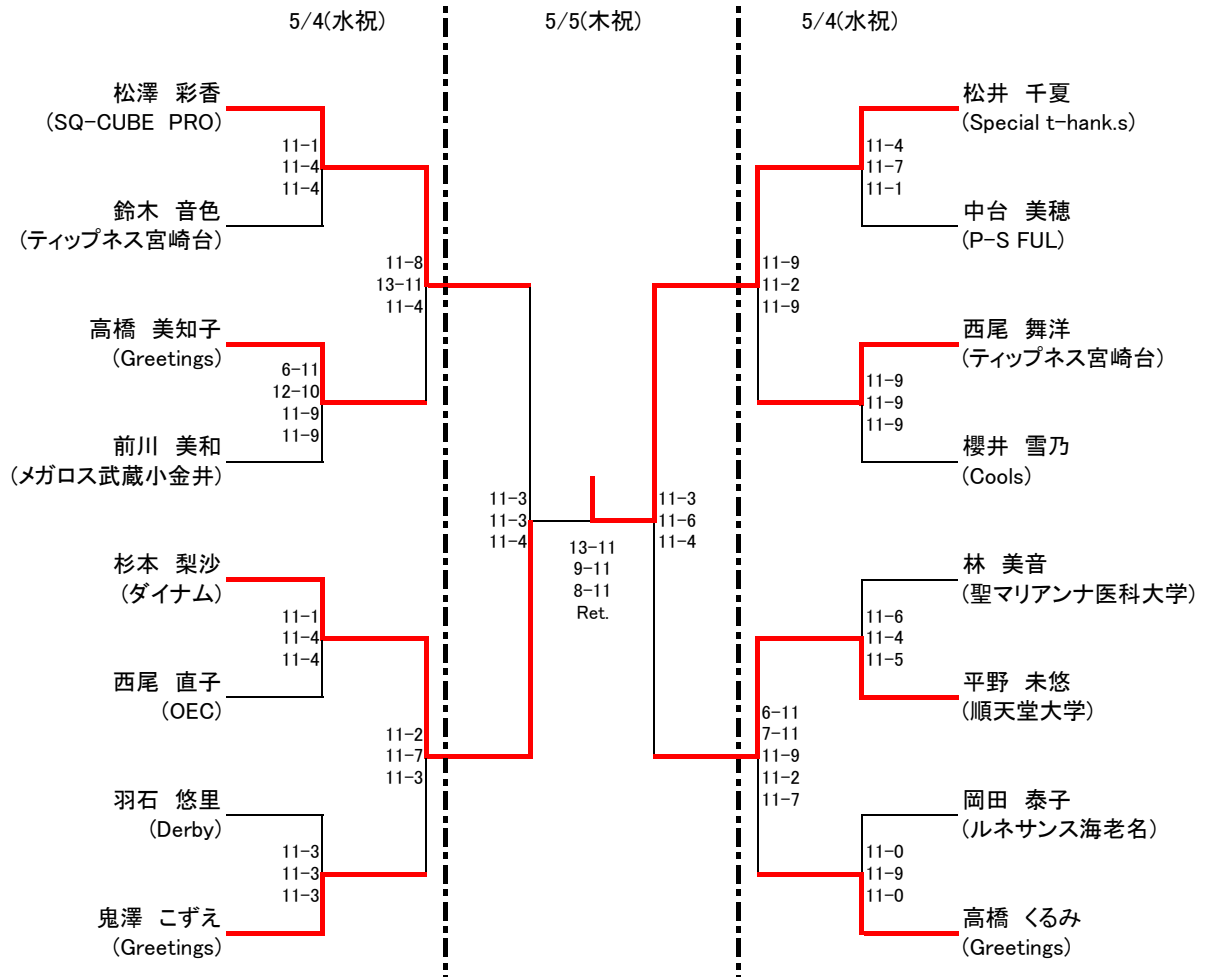 5/4(水祝)
5/5(木祝)
5/4(水祝)
松澤 彩香
(SQ-CUBE PRO)
11-1
11-4
11-4
鈴木 音色
(ティップネス宮崎台)
11-8
13-11
11-4
高橋 美知子
(Greetings)
6-11
12-10
11-9
11-9
前川 美和
(メガロス武蔵小金井)
11-3
11-3
11-4
杉本 梨沙
(ダイナム)
11-1
11-4
11-4
西尾 直子
(OEC)
11-2
11-7
11-3
羽石 悠里
(Derby)
11-3
11-3
11-3
鬼澤 こずえ
(Greetings)
13-11
9-11
8-11
Ret.
松井 千夏
(Special t-hank.s)
11-4
11-7
11-1
中台 美穂
(P-S FUL)
11-9
11-2
11-9
西尾 舞洋
(ティップネス宮崎台)
11-9
11-9
11-9
櫻井 雪乃
(Cools)
11-3
11-6
11-4
林 美音
(聖マリアンナ医科大学)
11-6
11-4
11-5
平野 未悠
(順天堂大学)
6-11
7-11
11-9
11-2
11-7
岡田 泰子
(ルネサンス海老名)
11-0
11-9
11-0
高橋 くるみ
(Greetings)